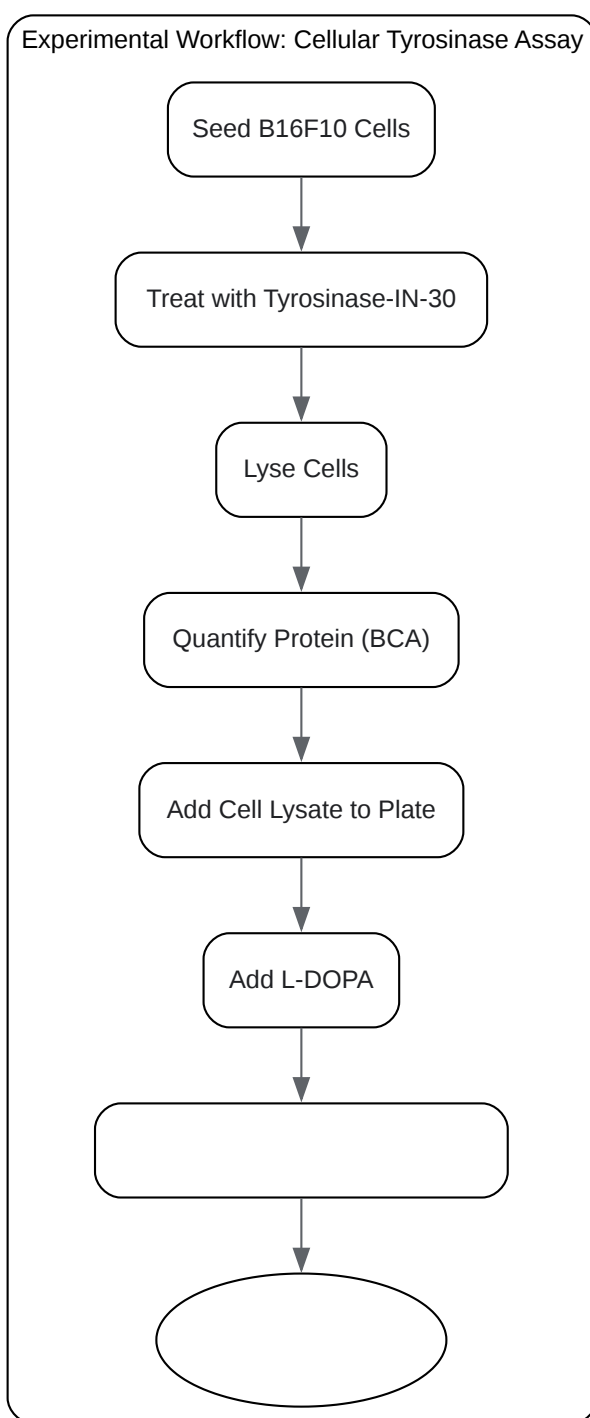 Experimental Workflow: Cellular Tyrosinase Assay
Seed B16F10 Cells
Treat with Tyrosinase-IN-30
Lyse Cells
Quantify Protein (BCA)
Add Cell Lysate to Plate
Add L-DOPA